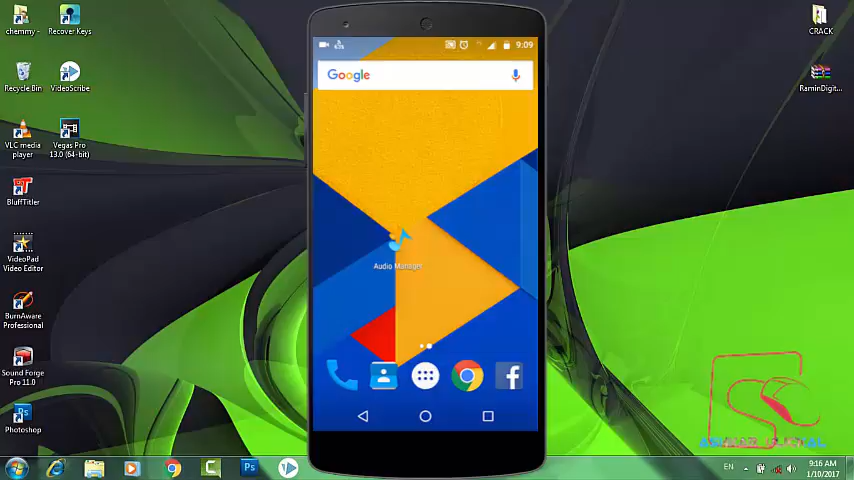 chemmy -
Recover Keys
CRACK
Recycle Bin
VideoScribe
RaminDigit...
VLC media
player
Vegas Pro
13.0 (64-bit)
BluffTitler
VideoPad
Video Editor
BurnAware
Professional
Sound Forge
Pro 11.0
Photoshop
9:09
Google
Audio Manager
EN
9:16 AM
1/10/2017